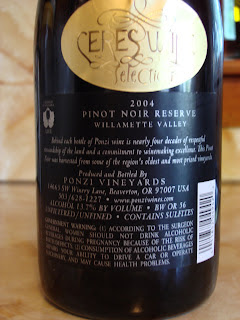 Selection
2004
PINOT NOIR RESERVE
WILLAMETTE VALLEY
Behind each bottle of Ponzi wine is nearly four decades of respectful
stewardship of the land and a commitment to winemaking excellence. This Pinot
Noir was harvested from some of the region's oldest and most prized vineyards.
Produced and Bottled By
PONZI VINEYARDS
14665 SW Winery Lane, Beaverton, OR 97007 USA
503/628-1227 • www.ponziwines.com
ALCOHOL 13.7% BY VOLUME • BW OR 56
UNFILTERED/UNFINED • CONTAINS SULFITES
GOVERNMENT WARNING: (1) ACCORDING TO THE SURGEON
GENERAL, WOMEN SHOULD NOT DRINK ALCOHOLIC
BEVERAGES DURING PREGNANCY BECAUSE OF THE RISK OF
BIRTH DEFECTS. (2) CONSUMPTION OF ALCOHOLIC BEVERAGES
IMPAIRS YOUR ABILITY TO DRIVE A CAR OR OPERATE
MACHINERY, AND MAY CAUSE HEALTH PROBLEMS.